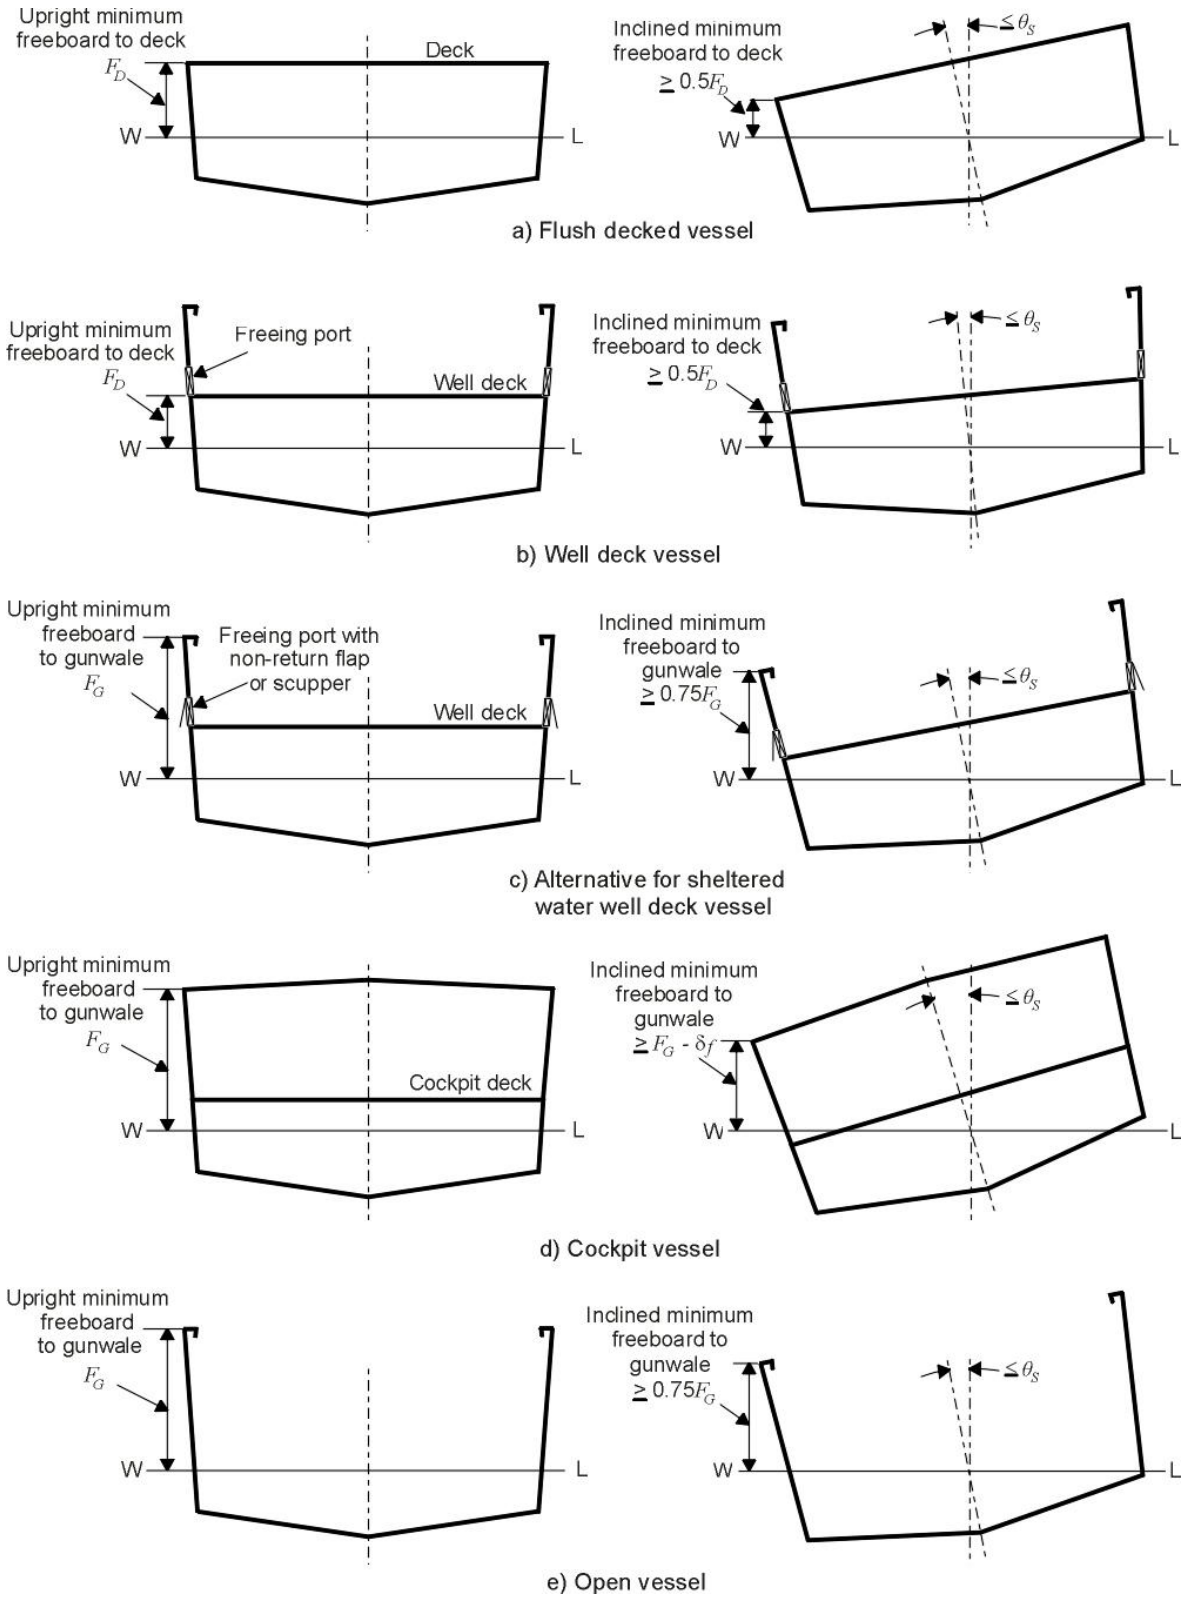 Upright minimum
freeboard to deck
F_D
Deck
W
L
Inclined minimum
freeboard to deck
≥ 0.5F_D
≤ θ_S
W
L
a) Flush decked vessel
Upright minimum
freeboard to deck
F_D
Freeing port
Well deck
W
L
Inclined minimum
freeboard to deck
≥ 0.5F_D
≤ θ_S
W
L
b) Well deck vessel
Upright minimum
freeboard
to gunwale
F_G
Freeing port with
non-return flap
or scupper
Well deck
W
L
Inclined minimum
freeboard to
gunwale
≥ 0.75F_G
≤ θ_S
W
L
c) Alternative for sheltered
water well deck vessel
Upright minimum
freeboard
to gunwale
F_G
Cockpit deck
W
L
Inclined minimum
freeboard to
gunwale
≥ F_G - δf
≤ θ_S
W
L
d) Cockpit vessel
Upright minimum
freeboard
to gunwale
F_G
W
L
Inclined minimum
freeboard to
gunwale
≥ 0.75F_G
≤ θ_S
W
L
e) Open vessel